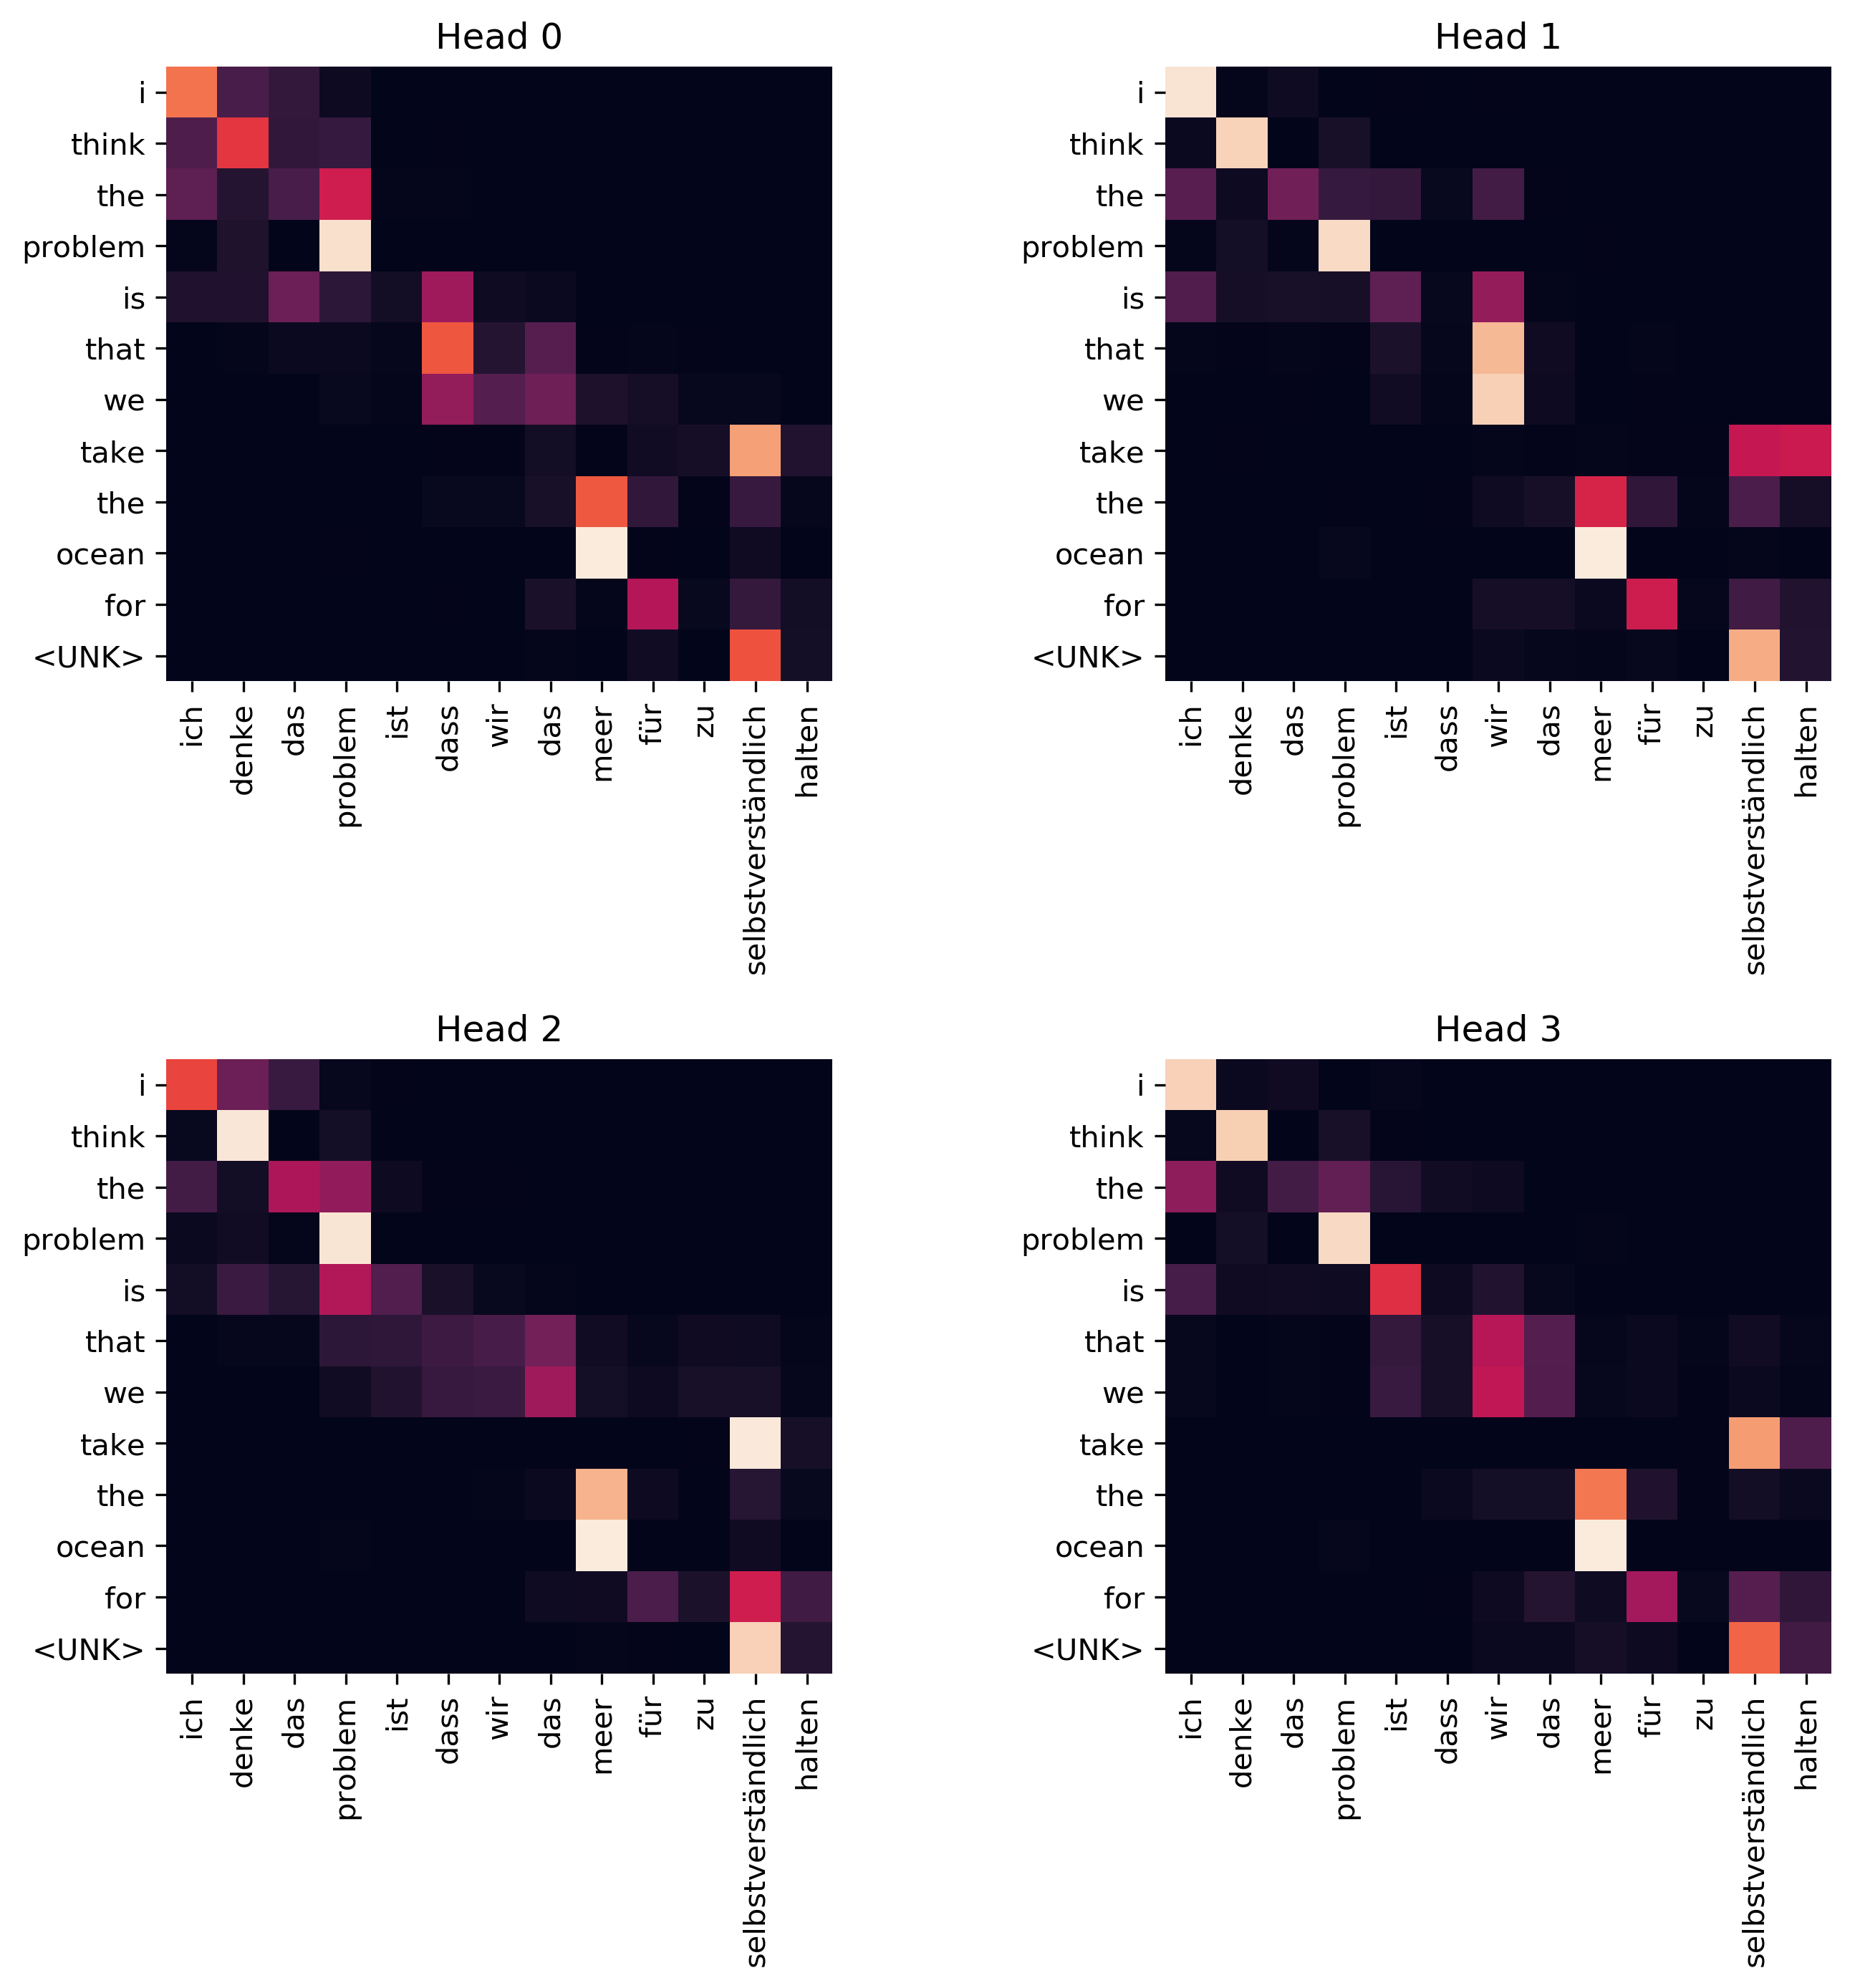 Head 0
i
think
the
problem
is
that
we
take
the
ocean
for
<UNK>
ich
denke
das
problem
ist
dass
wir
das
meer
für
zu
selbstverständlich
halten
Head 1
i
think
the
problem
is
that
we
take
the
ocean
for
<UNK>
ich
denke
das
problem
ist
dass
wir
das
meer
für
zu
selbstverständlich
halten
Head 2
i
think
the
problem
is
that
we
take
the
ocean
for
<UNK>
ich
denke
das
problem
ist
dass
wir
das
meer
für
zu
selbstverständlich
halten
Head 3
i
think
the
problem
is
that
we
take
the
ocean
for
<UNK>
ich
denke
das
problem
ist
dass
wir
das
meer
für
zu
selbstverständlich
halten